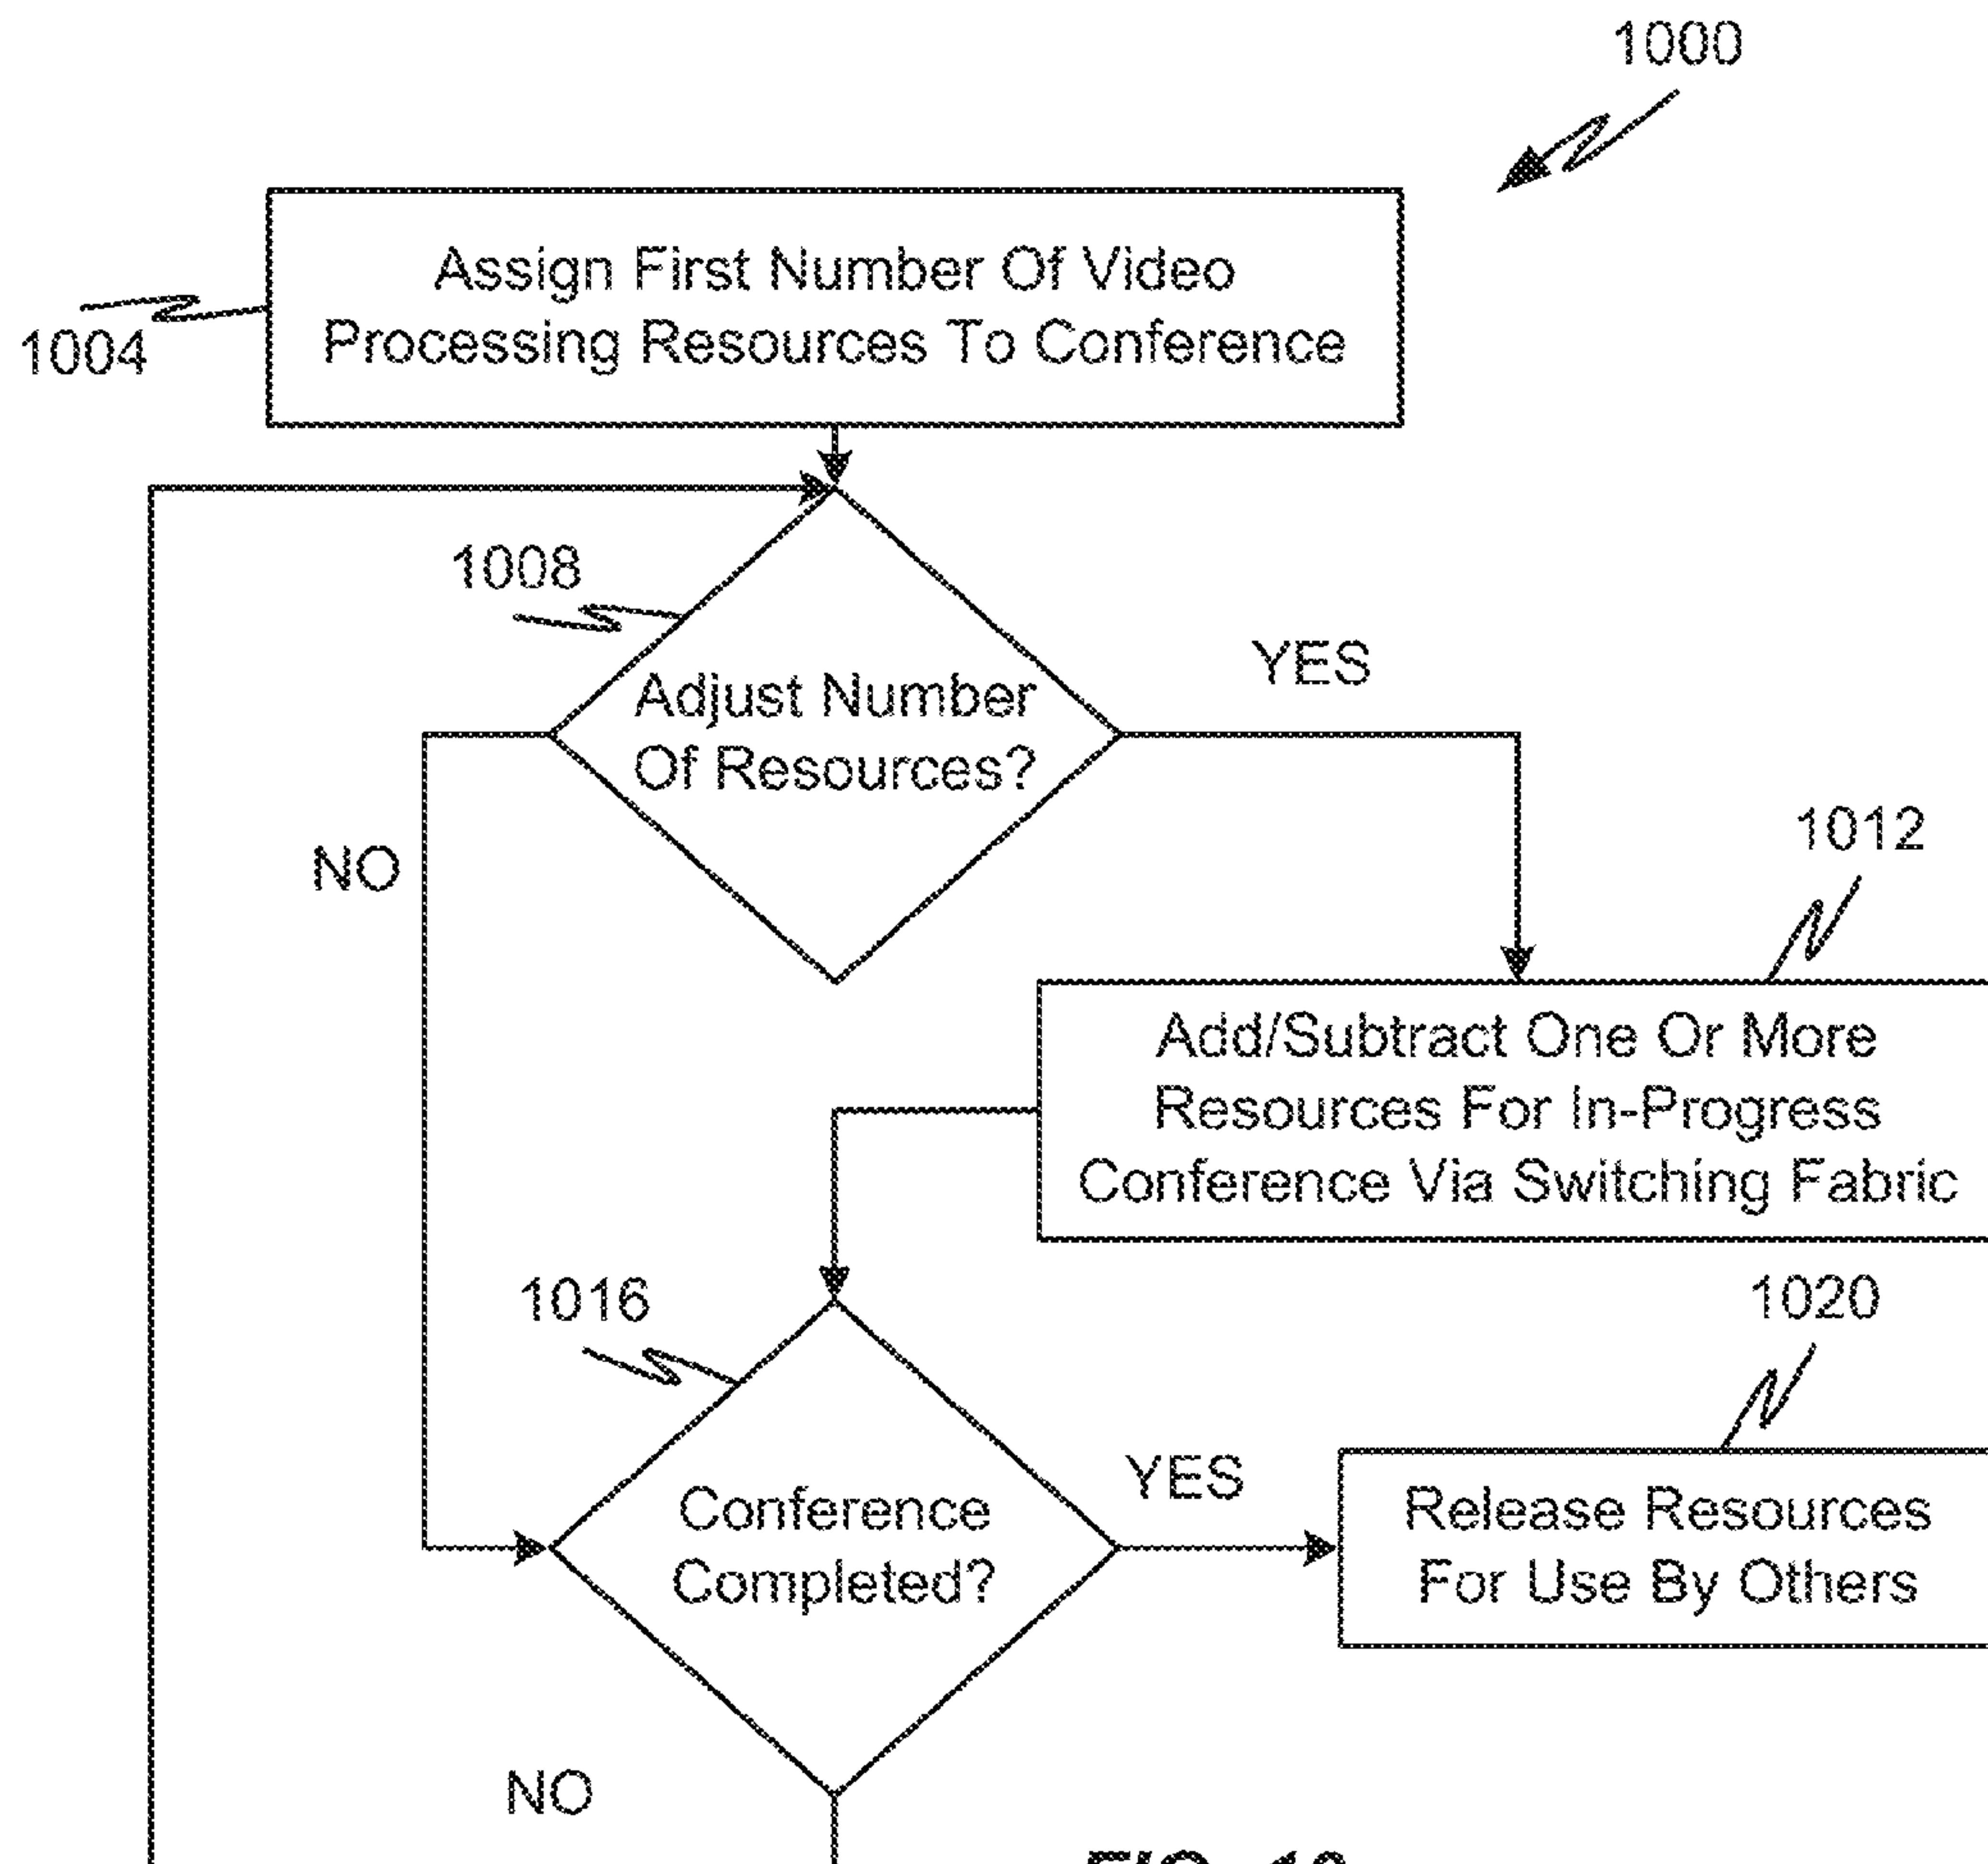 1000
Assign First Number Of Video
Processing Resources To Conference
1004
1008
YES
Adjust Number
Of Resources?
NO
1012
Add/Subtract One Or More
Resources For In-Progress
Conference Via Switching Fabric
1016
1020
YES
Conference
Completed?
Release Resources
For Use By Others
NO